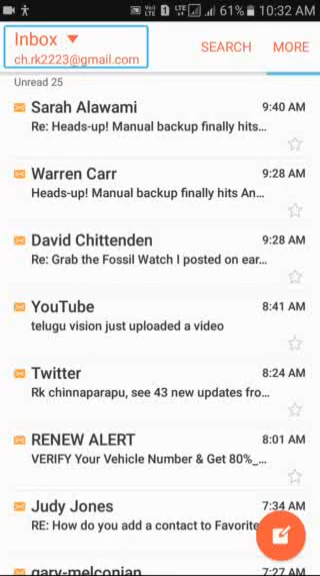 61% 10:32 AM
Inbox
ch.rk2223@gmail.com
SEARCH MORE
Unread 25
Sarah Alawami 9:40 AM
Re: Heads-up! Manual backup finally hits...
Warren Carr 9:28 AM
Heads-up! Manual backup finally hits An...
David Chittenden 9:28 AM
Re: Grab the Fossil Watch I posted on ear...
YouTube 8:41 AM
telugu vision just uploaded a video
Twitter 8:24 AM
Rk chinnaparapu, see 43 new updates fro...
RENEW ALERT 8:01 AM
VERIFY Your Vehicle Number & Get 80%_...
Judy Jones 7:34 AM
RE: How do you add a contact to Favorite
gary-melconian 7:27 AM